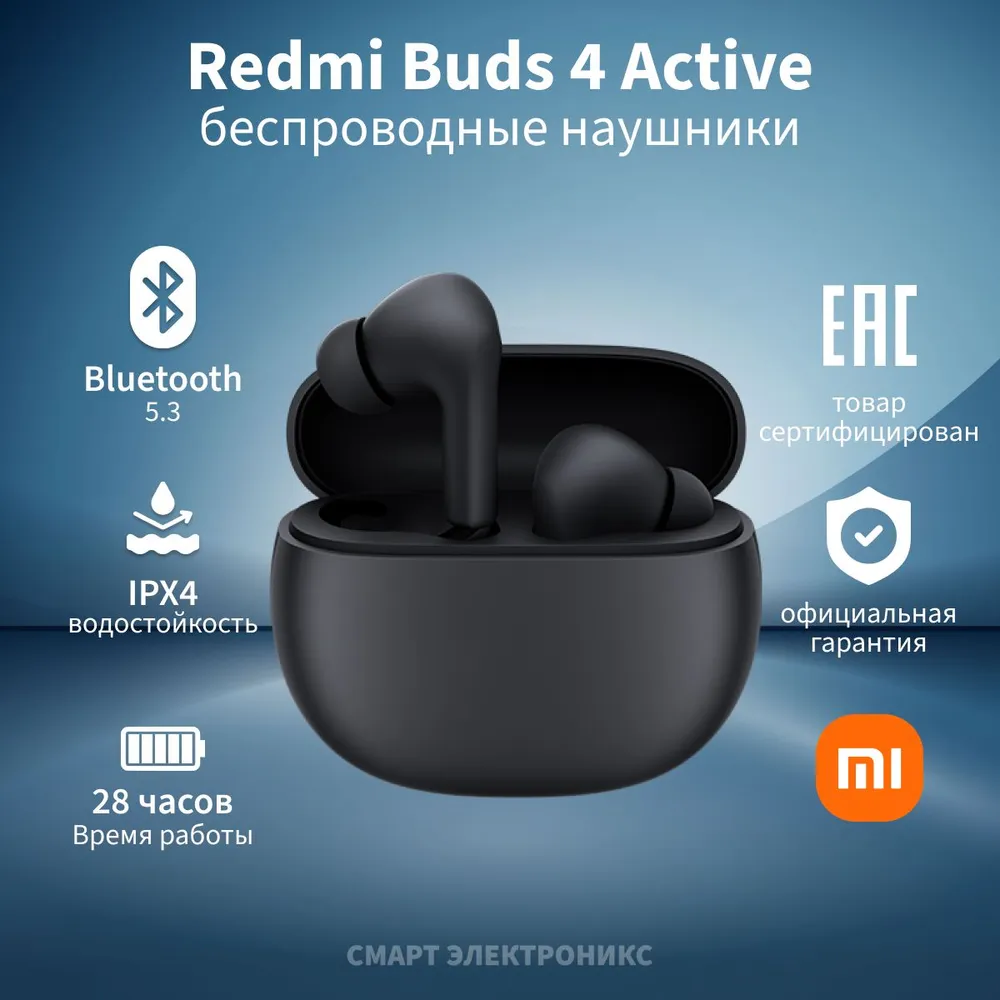 Redmi Buds 4 Active
беспроводные наушники
Bluetooth
5.3
IPX4
водостойкость
28 часов
Время работы
EAC
товар
сертифицирован
официальная
гарантия
mi
СМАРТ ЭЛЕКТРОНИКС